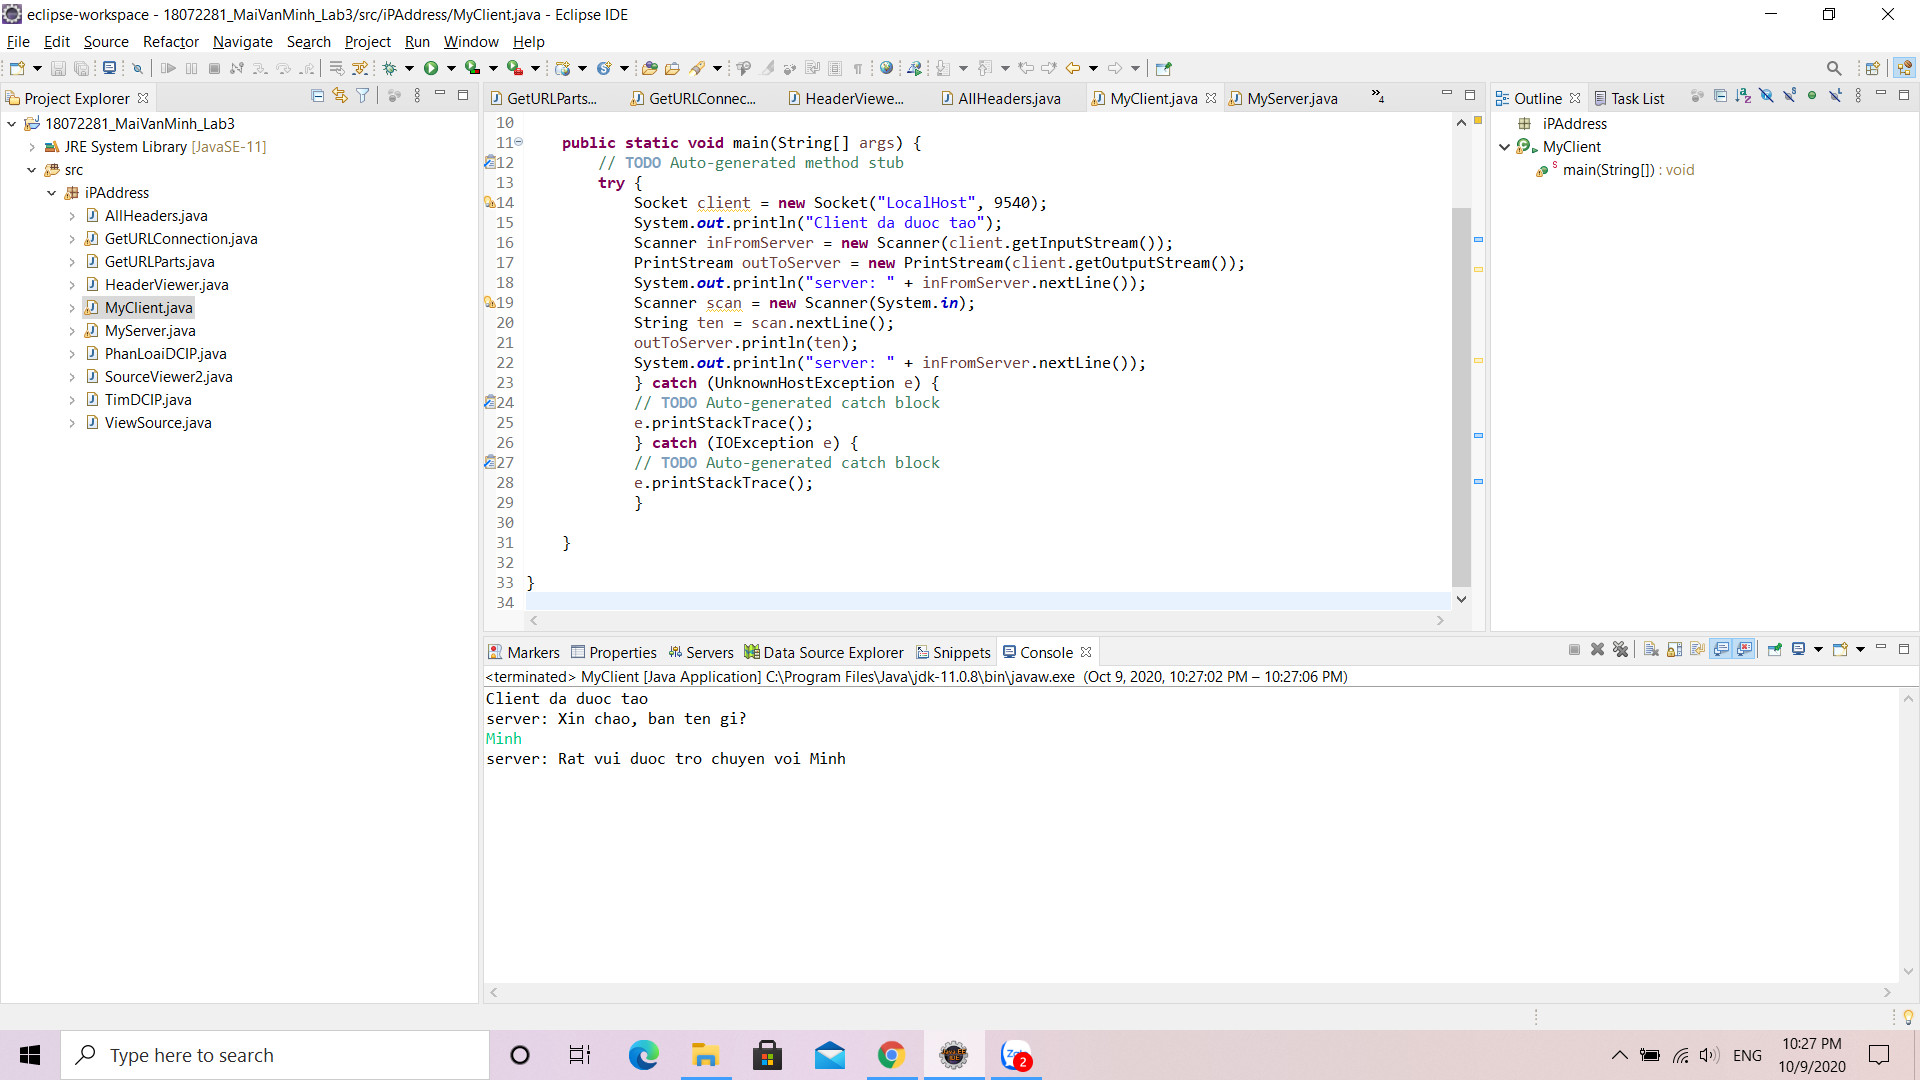 eclipse-workspace - 18072281_MaiVanMinh_Lab3/src/iPAddress/MyClient.java - Eclipse IDE
File Edit Source Refactor Navigate Search Project Run Window Help
Project Explorer
18072281_MaiVanMinh_Lab3
JRE System Library [JavaSE-11]
src
iPAddress
AllHeaders.java
GetURLConnection.java
GetURLParts.java
HeaderViewer.java
MyClient.java
MyServer.java
PhanLoaiDCIP.java
SourceViewer2.java
TimDCIP.java
ViewSource.java
GetURLParts... GetURLConnec... HeaderViewe... AllHeaders.java MyClient.java MyServer.java »4
10
11 public static void main(String[] args) {
12 // TODO Auto-generated method stub
13 try {
14 Socket client = new Socket("LocalHost", 9540);
15 System.out.println("Client da duoc tao");
16 Scanner inFromServer = new Scanner(client.getInputStream());
17 PrintStream outToServer = new PrintStream(client.getOutputStream());
18 System.out.println("server: " + inFromServer.nextLine());
19 Scanner scan = new Scanner(System.in);
20 String ten = scan.nextLine();
21 outToServer.println(ten);
22 System.out.println("server: " + inFromServer.nextLine());
23 } catch (UnknownHostException e) {
24 // TODO Auto-generated catch block
25 e.printStackTrace();
26 } catch (IOException e) {
27 // TODO Auto-generated catch block
28 e.printStackTrace();
29 }
30
31 }
32
33 }
34
Outline Task List
iPAddress
MyClient
main(String[]) : void
Markers Properties Servers Data Source Explorer Snippets Console
<terminated> MyClient [Java Application] C:\Program Files\Java\jdk-11.0.8\bin\javaw.exe (Oct 9, 2020, 10:27:02 PM – 10:27:06 PM)
Client da duoc tao
server: Xin chao, ban ten gi?
Minh
server: Rat vui duoc tro chuyen voi Minh
Type here to search
2
ENG
10:27 PM
10/9/2020